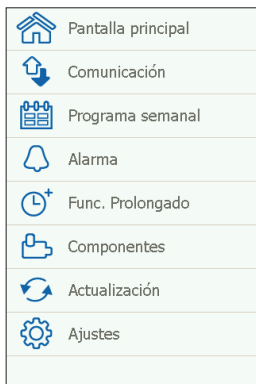 Pantalla principal
Comunicación
Programa semanal
Alarma
Func. Prolongado
Componentes
Actualización
Ajustes